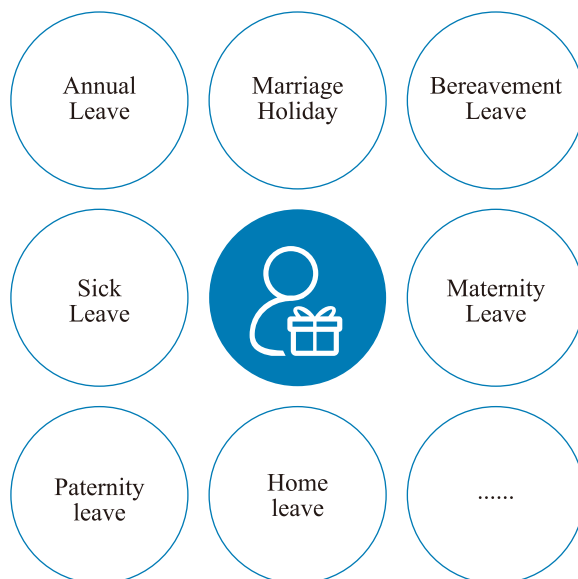 Annual
Leave
Marriage
Holiday
Bereavement
Leave
Sick
Leave
Maternity
Leave
Paternity
leave
Home
leave
......